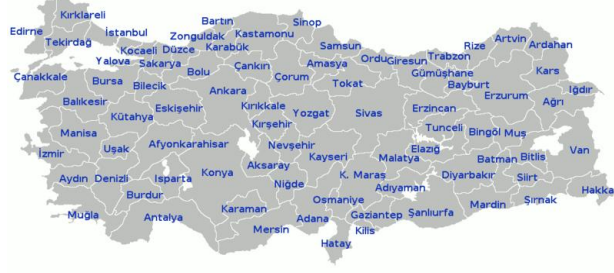 Kırklareli
Bartın
Sinop
Edirne
Tekirdağ
İstanbul
Zonguldak
Kastamonu
Artvin
Kocaeli
Düzce
Karabük
Samsun
Ordu
Giresun
Trabzon
Rize
Ardahan
Yalova
Sakarya
Çankırı
Amasya
Gümüşhane
Kars
Çanakkale
Bursa
Bilecik
Bolu
Çorum
Tokat
Bayburt
Iğdır
Balıkesir
Eskişehir
Ankara
Kırıkkale
Yozgat
Sivas
Erzincan
Erzurum
Ağrı
Kütahya
Kırşehir
Manisa
Tunceli
Bingöl
Muş
İzmir
Uşak
Afyonkarahisar
Nevşehir
Kayseri
Malatya
Elazığ
Batman
Bitlis
Van
Aydın
Denizli
Isparta
Konya
Aksaray
Niğde
K. Maraş
Adıyaman
Diyarbakır
Siirt
Hakka
Burdur
Osmaniye
Şırnak
Muğla
Antalya
Karaman
Mersin
Adana
Gaziantep
Şanlıurfa
Mardin
Hatay
Kilis